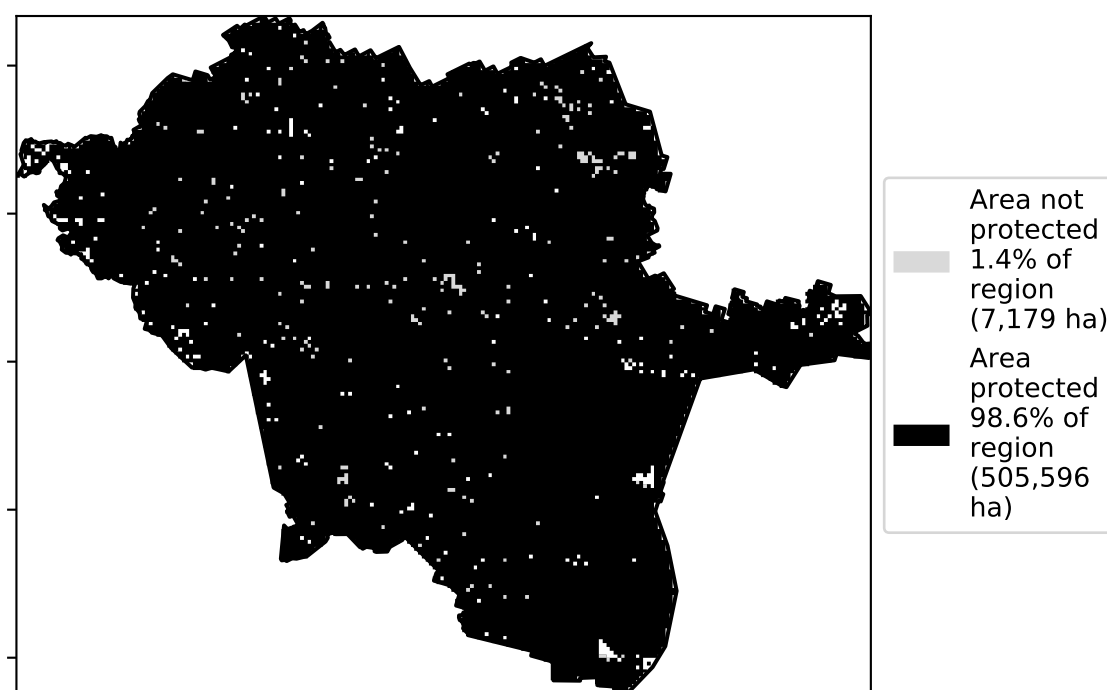 Area not
protected
1.4% of
region
(7,179 ha)
Area
protected
98.6% of
region
(505,596
ha)